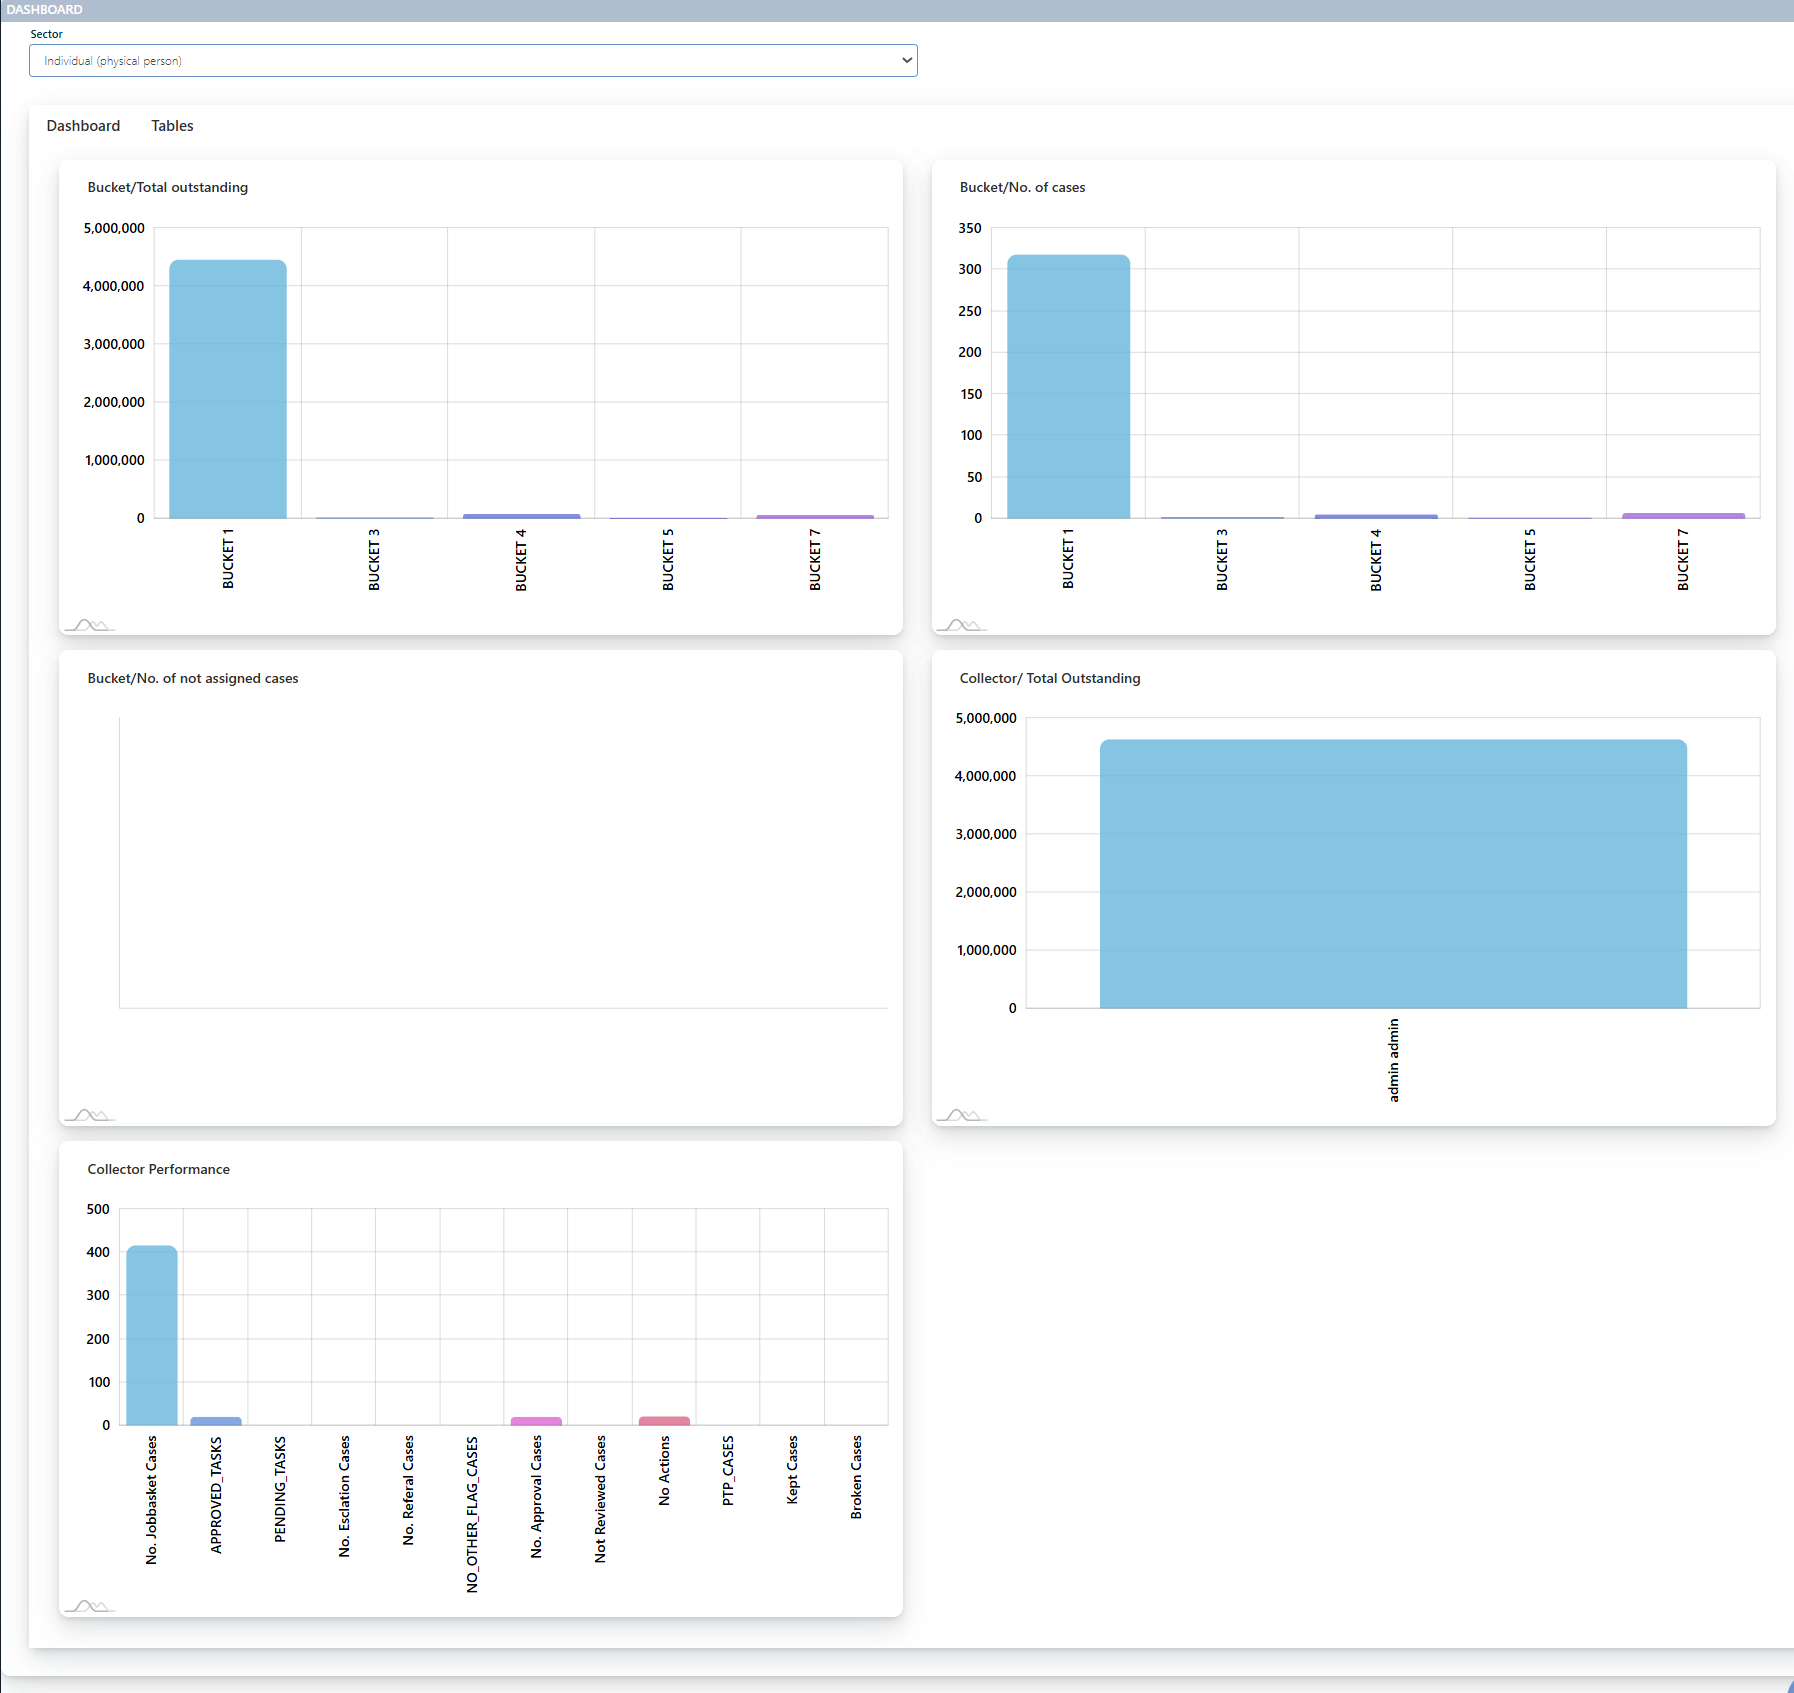 DASHBOARD
Sector
Individual (physical person)
Dashboard Tables
Bucket/Total outstanding
5,000,000
4,000,000
3,000,000
2,000,000
1,000,000
0
BUCKET 1
BUCKET 3
BUCKET 4
BUCKET 5
BUCKET 7
Bucket/No. of cases
350
300
250
200
150
100
50
0
BUCKET 1
BUCKET 3
BUCKET 4
BUCKET 5
BUCKET 7
Bucket/No. of not assigned cases
Collector/ Total Outstanding
5,000,000
4,000,000
3,000,000
2,000,000
1,000,000
0
admin admin
Collector Performance
500
400
300
200
100
0
No. Jobbasket Cases
APPROVED_TASKS
PENDING_TASKS
No. Esclation Cases
No. Referal Cases
NO_OTHER_FLAG_CASES
No. Approval Cases
Not Reviewed Cases
No Actions
PTP_CASES
Kept Cases
Broken Cases